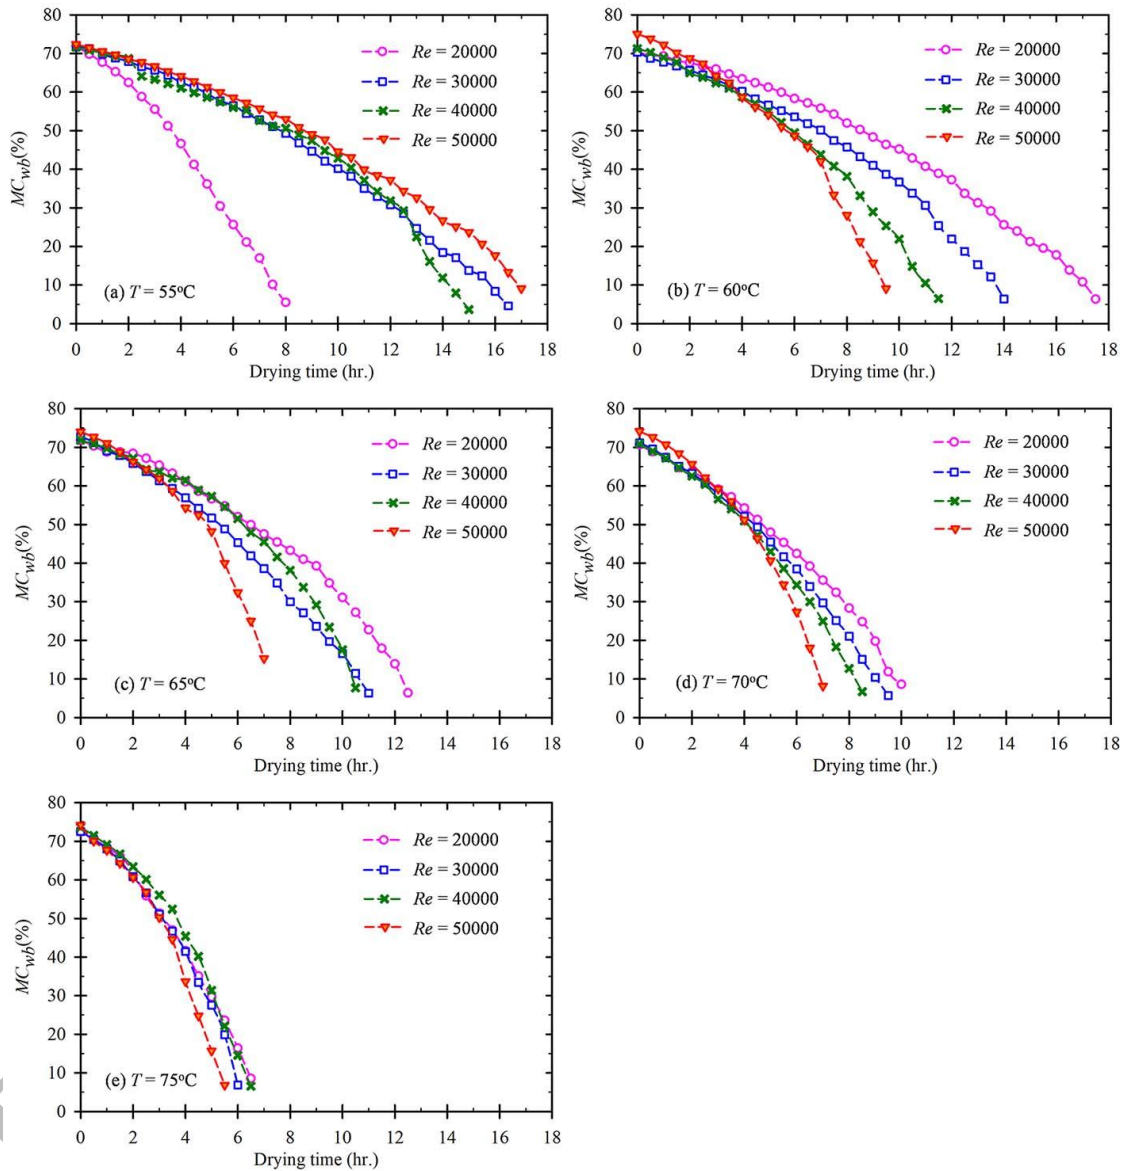 80
70
60
50
40
30
20
10
0
MCwb(%)
Re = 20000
Re = 30000
Re = 40000
Re = 50000
(a) T = 55°C
0 2 4 6 8 10 12 14 16 18
Drying time (hr.)
80
70
60
50
40
30
20
10
0
MCwb(%)
Re = 20000
Re = 30000
Re = 40000
Re = 50000
(b) T = 60°C
0 2 4 6 8 10 12 14 16 18
Drying time (hr.)
80
70
60
50
40
30
20
10
0
MCwb(%)
Re = 20000
Re = 30000
Re = 40000
Re = 50000
(c) T = 65°C
0 2 4 6 8 10 12 14 16 18
Drying time (hr.)
80
70
60
50
40
30
20
10
0
MCwb(%)
Re = 20000
Re = 30000
Re = 40000
Re = 50000
(d) T = 70°C
0 2 4 6 8 10 12 14 16 18
Drying time (hr.)
80
70
60
50
40
30
20
10
0
MCwb(%)
Re = 20000
Re = 30000
Re = 40000
Re = 50000
(e) T = 75°C
0 2 4 6 8 10 12 14 16 18
Drying time (hr.)